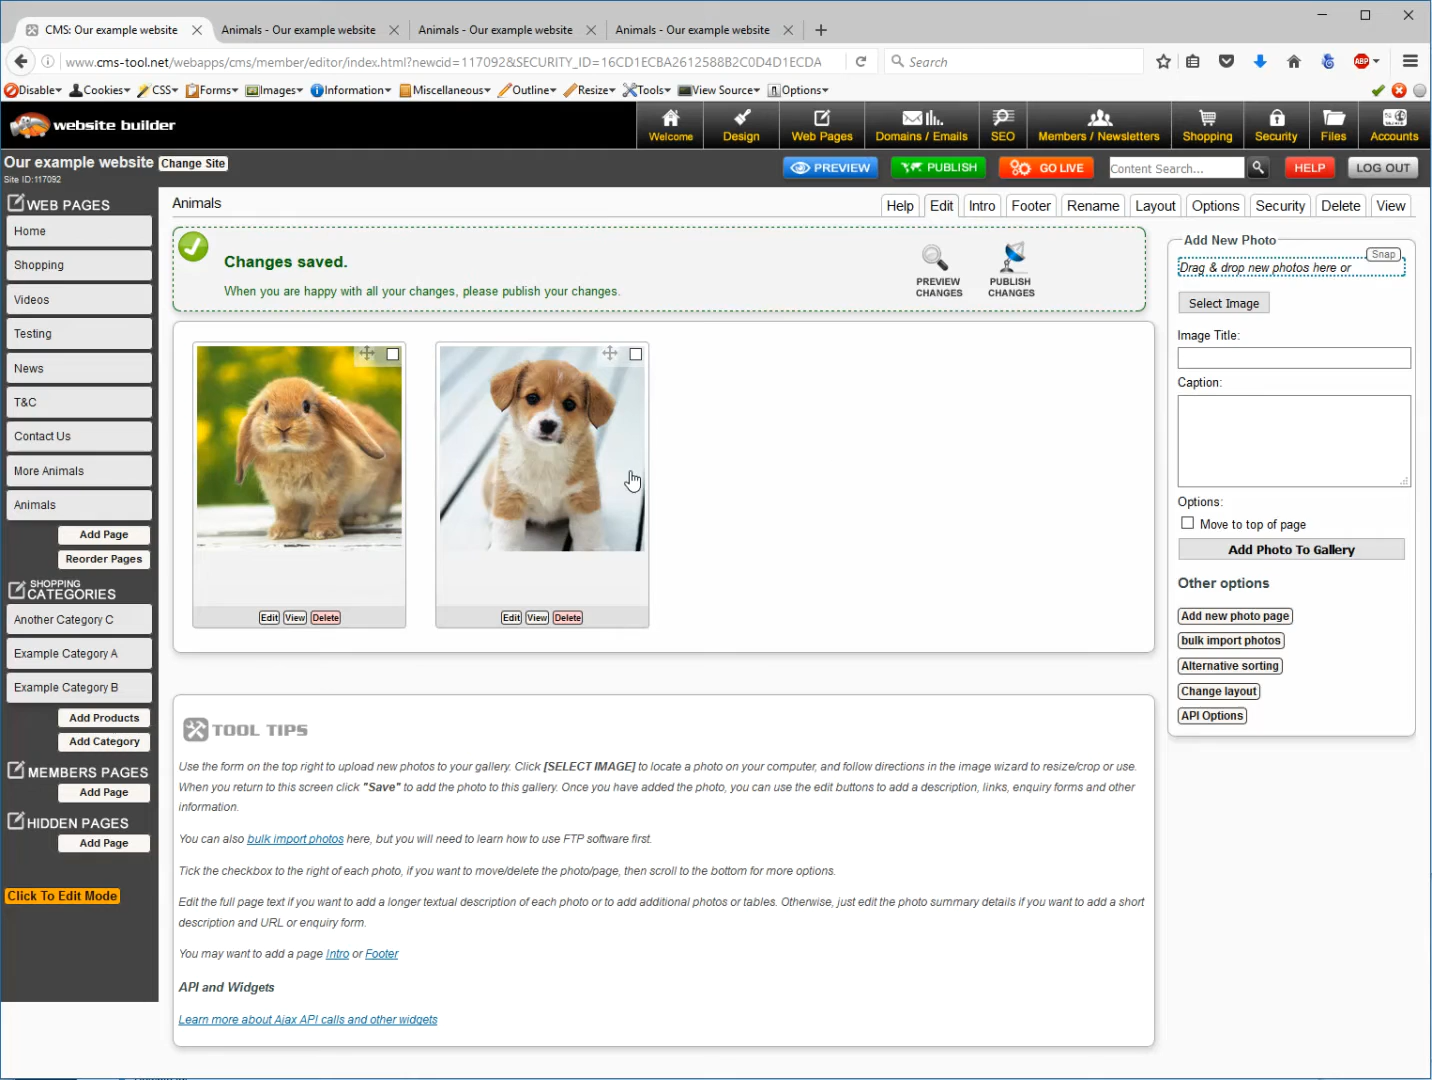 CMS: Our example website
Animals - Our example website
Animals - Our example website
Animals - Our example website
www.cms-tool.net/webapps/cms/member/editor/index.html?newcid=117092&SECURITY_ID=16CD1ECBA2612588B2C0D4D1ECDA
Search
ABP
Disable Cookies CSS Forms Images Information Miscellaneous Outline Resize Tools View Source Options
website builder
Welcome
Design
Web Pages
Domains / Emails
SEO
Members / Newsletters
Shopping
Security
Files
Accounts
Our example website
Change Site
Site ID:117092
PREVIEW
PUBLISH
GO LIVE
Content Search...
HELP
LOG OUT
WEB PAGES
Home
Shopping
Videos
Testing
News
T&C
Contact Us
More Animals
Animals
Add Page
Reorder Pages
SHOPPING
CATEGORIES
Another Category C
Example Category A
Example Category B
Add Products
Add Category
MEMBERS PAGES
Add Page
HIDDEN PAGES
Add Page
Click To Edit Mode
Animals
Help Edit Intro Footer Rename Layout Options Security Delete View
Changes saved.
When you are happy with all your changes, please publish your changes.
PREVIEW
CHANGES
PUBLISH
CHANGES
Edit View Delete
Edit View Delete
TOOL TIPS
Use the form on the top right to upload new photos to your gallery. Click [SELECT IMAGE] to locate a photo on your computer, and follow directions in the image wizard to resize/crop or use.
When you return to this screen click "Save" to add the photo to this gallery. Once you have added the photo, you can use the edit buttons to add a description, links, enquiry forms and other
information.
You can also bulk import photos here, but you will need to learn how to use FTP software first.
Tick the checkbox to the right of each photo, if you want to move/delete the photo/page, then scroll to the bottom for more options.
Edit the full page text if you want to add a longer textual description of each photo or to add additional photos or tables. Otherwise, just edit the photo summary details if you want to add a short
description and URL or enquiry form.
You may want to add a page Intro or Footer
API and Widgets
Learn more about Ajax API calls and other widgets
Add New Photo
Snap
Drag & drop new photos here or
Select Image
Image Title:
Caption:
Options:
Move to top of page
Add Photo To Gallery
Other options
Add new photo page
bulk import photos
Alternative sorting
Change layout
API Options